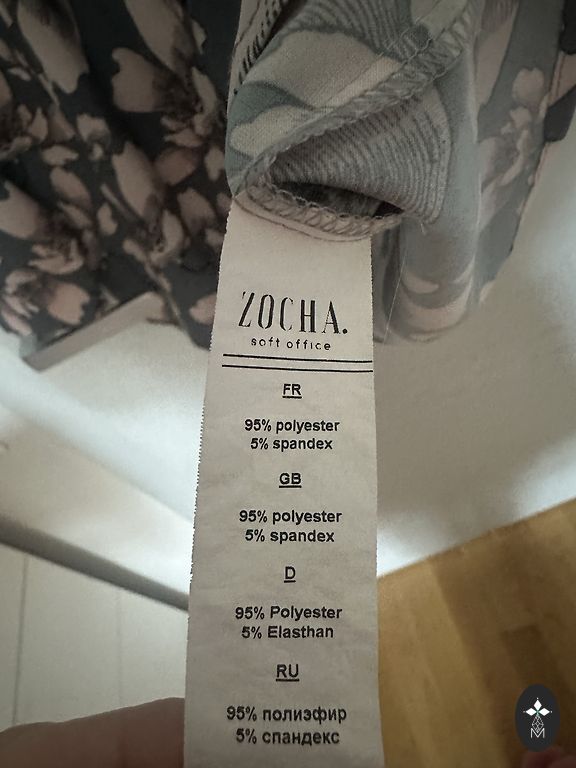 ZOCHA.
soft office
FR
95% polyester
5% spandex
GB
95% polyester
5% spandex
D
95% Polyester
5% Elasthan
RU
95% полиэфир
5% спандекс
M